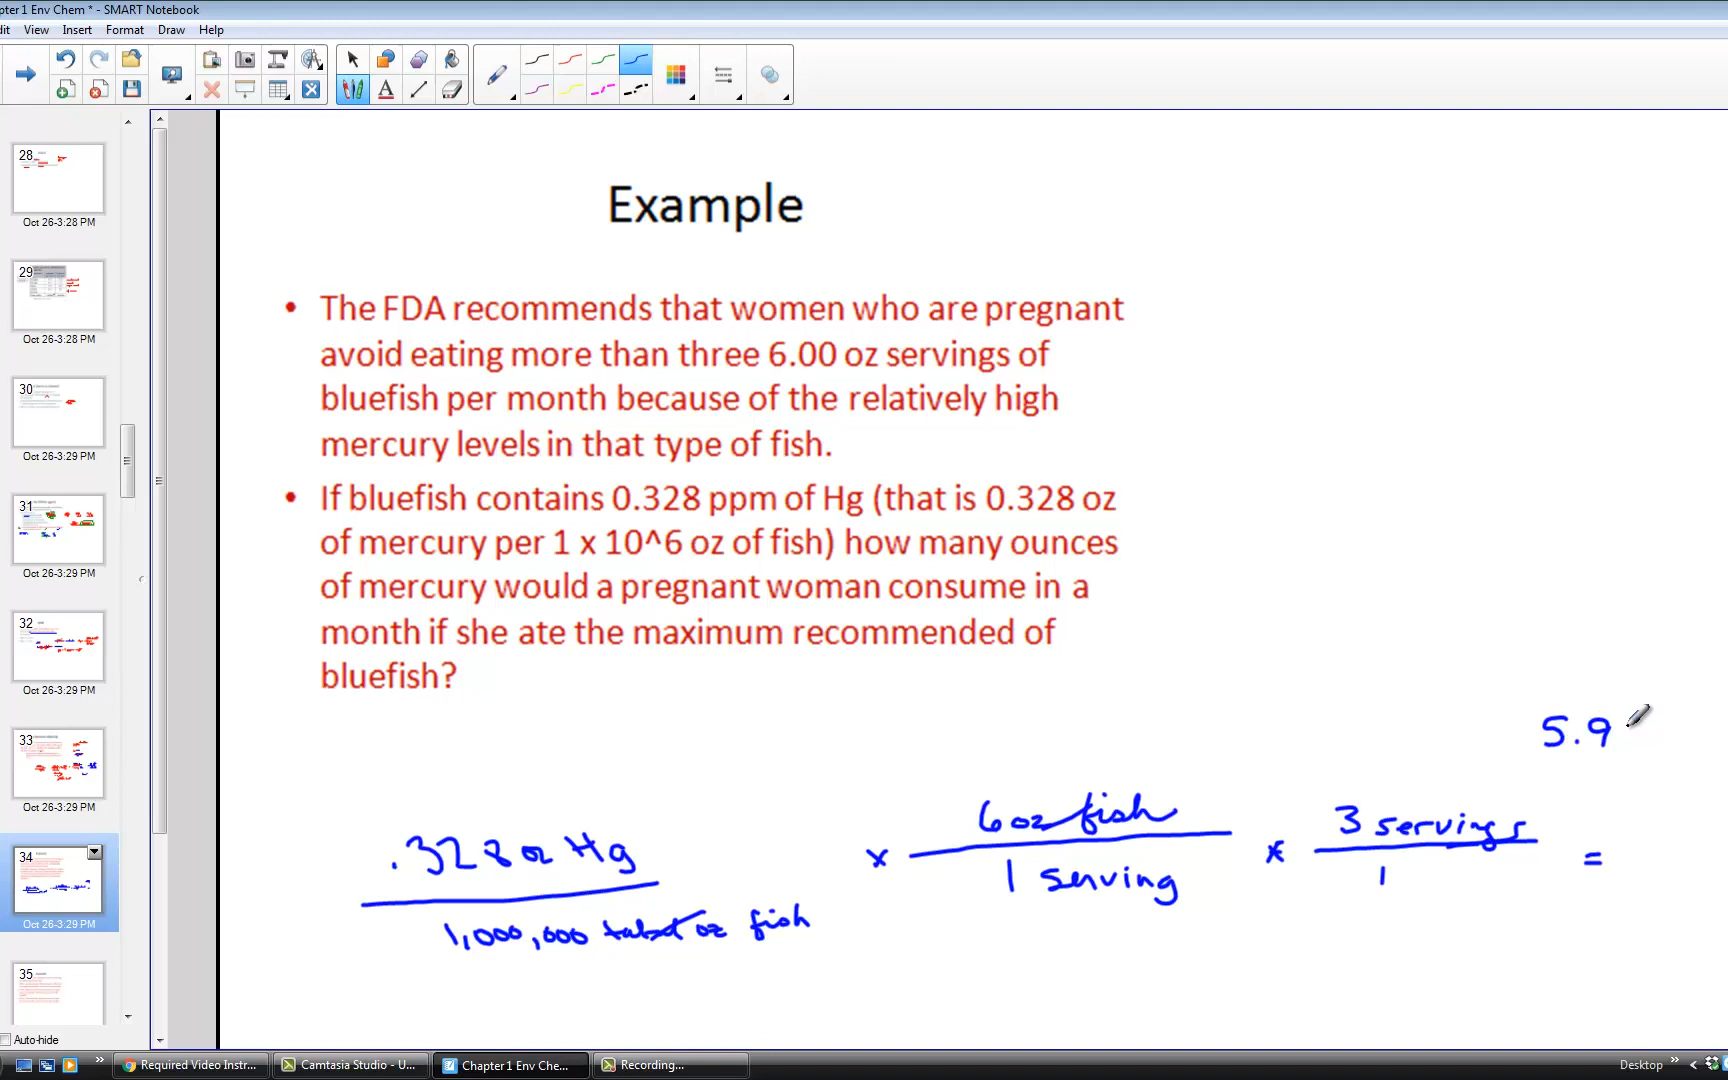 pter 1 Env Chem * - SMART Notebook
dit View Insert Format Draw Help
28
Oct 26-3:28 PM
29
Oct 26-3:28 PM
30
Oct 26-3:29 PM
31
Oct 26-3:29 PM
32
Oct 26-3:29 PM
33
Oct 26-3:29 PM
34
Oct 26-3:29 PM
35
Auto-hide
Example
• The FDA recommends that women who are pregnant
avoid eating more than three 6.00 oz servings of
bluefish per month because of the relatively high
mercury levels in that type of fish.
• If bluefish contains 0.328 ppm of Hg (that is 0.328 oz
of mercury per 1 x 10^6 oz of fish) how many ounces
of mercury would a pregnant woman consume in a
month if she ate the maximum recommended of
bluefish?
5.9
.328 oz Hg
1,000,000 oz fish
x 6 oz fish
1 serving
x 3 servings
1
=
Required Video Instr... Camtasia Studio - U... Chapter 1 Env Che... Recording... Desktop